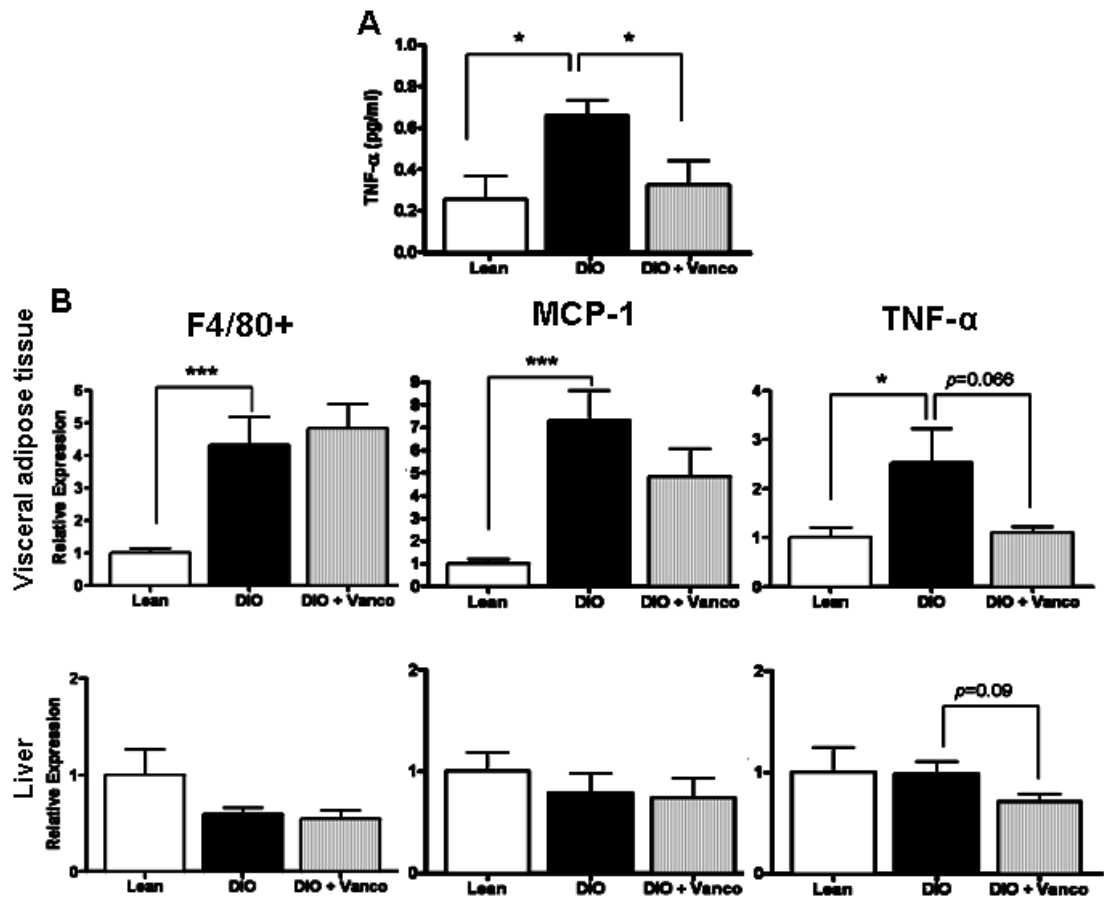 A
* *
TNF-α (pg/ml)
1.0
0.8
0.6
0.4
0.2
0.0
Lean DIO DIO + Vanco
B
F4/80+ MCP-1 TNF-α
Visceral adipose tissue
Relative Expression
***
6
5
4
3
2
1
0
Lean DIO DIO + Vanco
***
9
8
7
6
5
4
3
2
1
0
Lean DIO DIO + Vanco
* p=0.066
4
3
2
1
0
Lean DIO DIO + Vanco
Liver
Relative Expression
2
1
0
Lean DIO DIO + Vanco
2
1
0
Lean DIO DIO + Vanco
p=0.09
2
1
0
Lean DIO DIO + Vanco